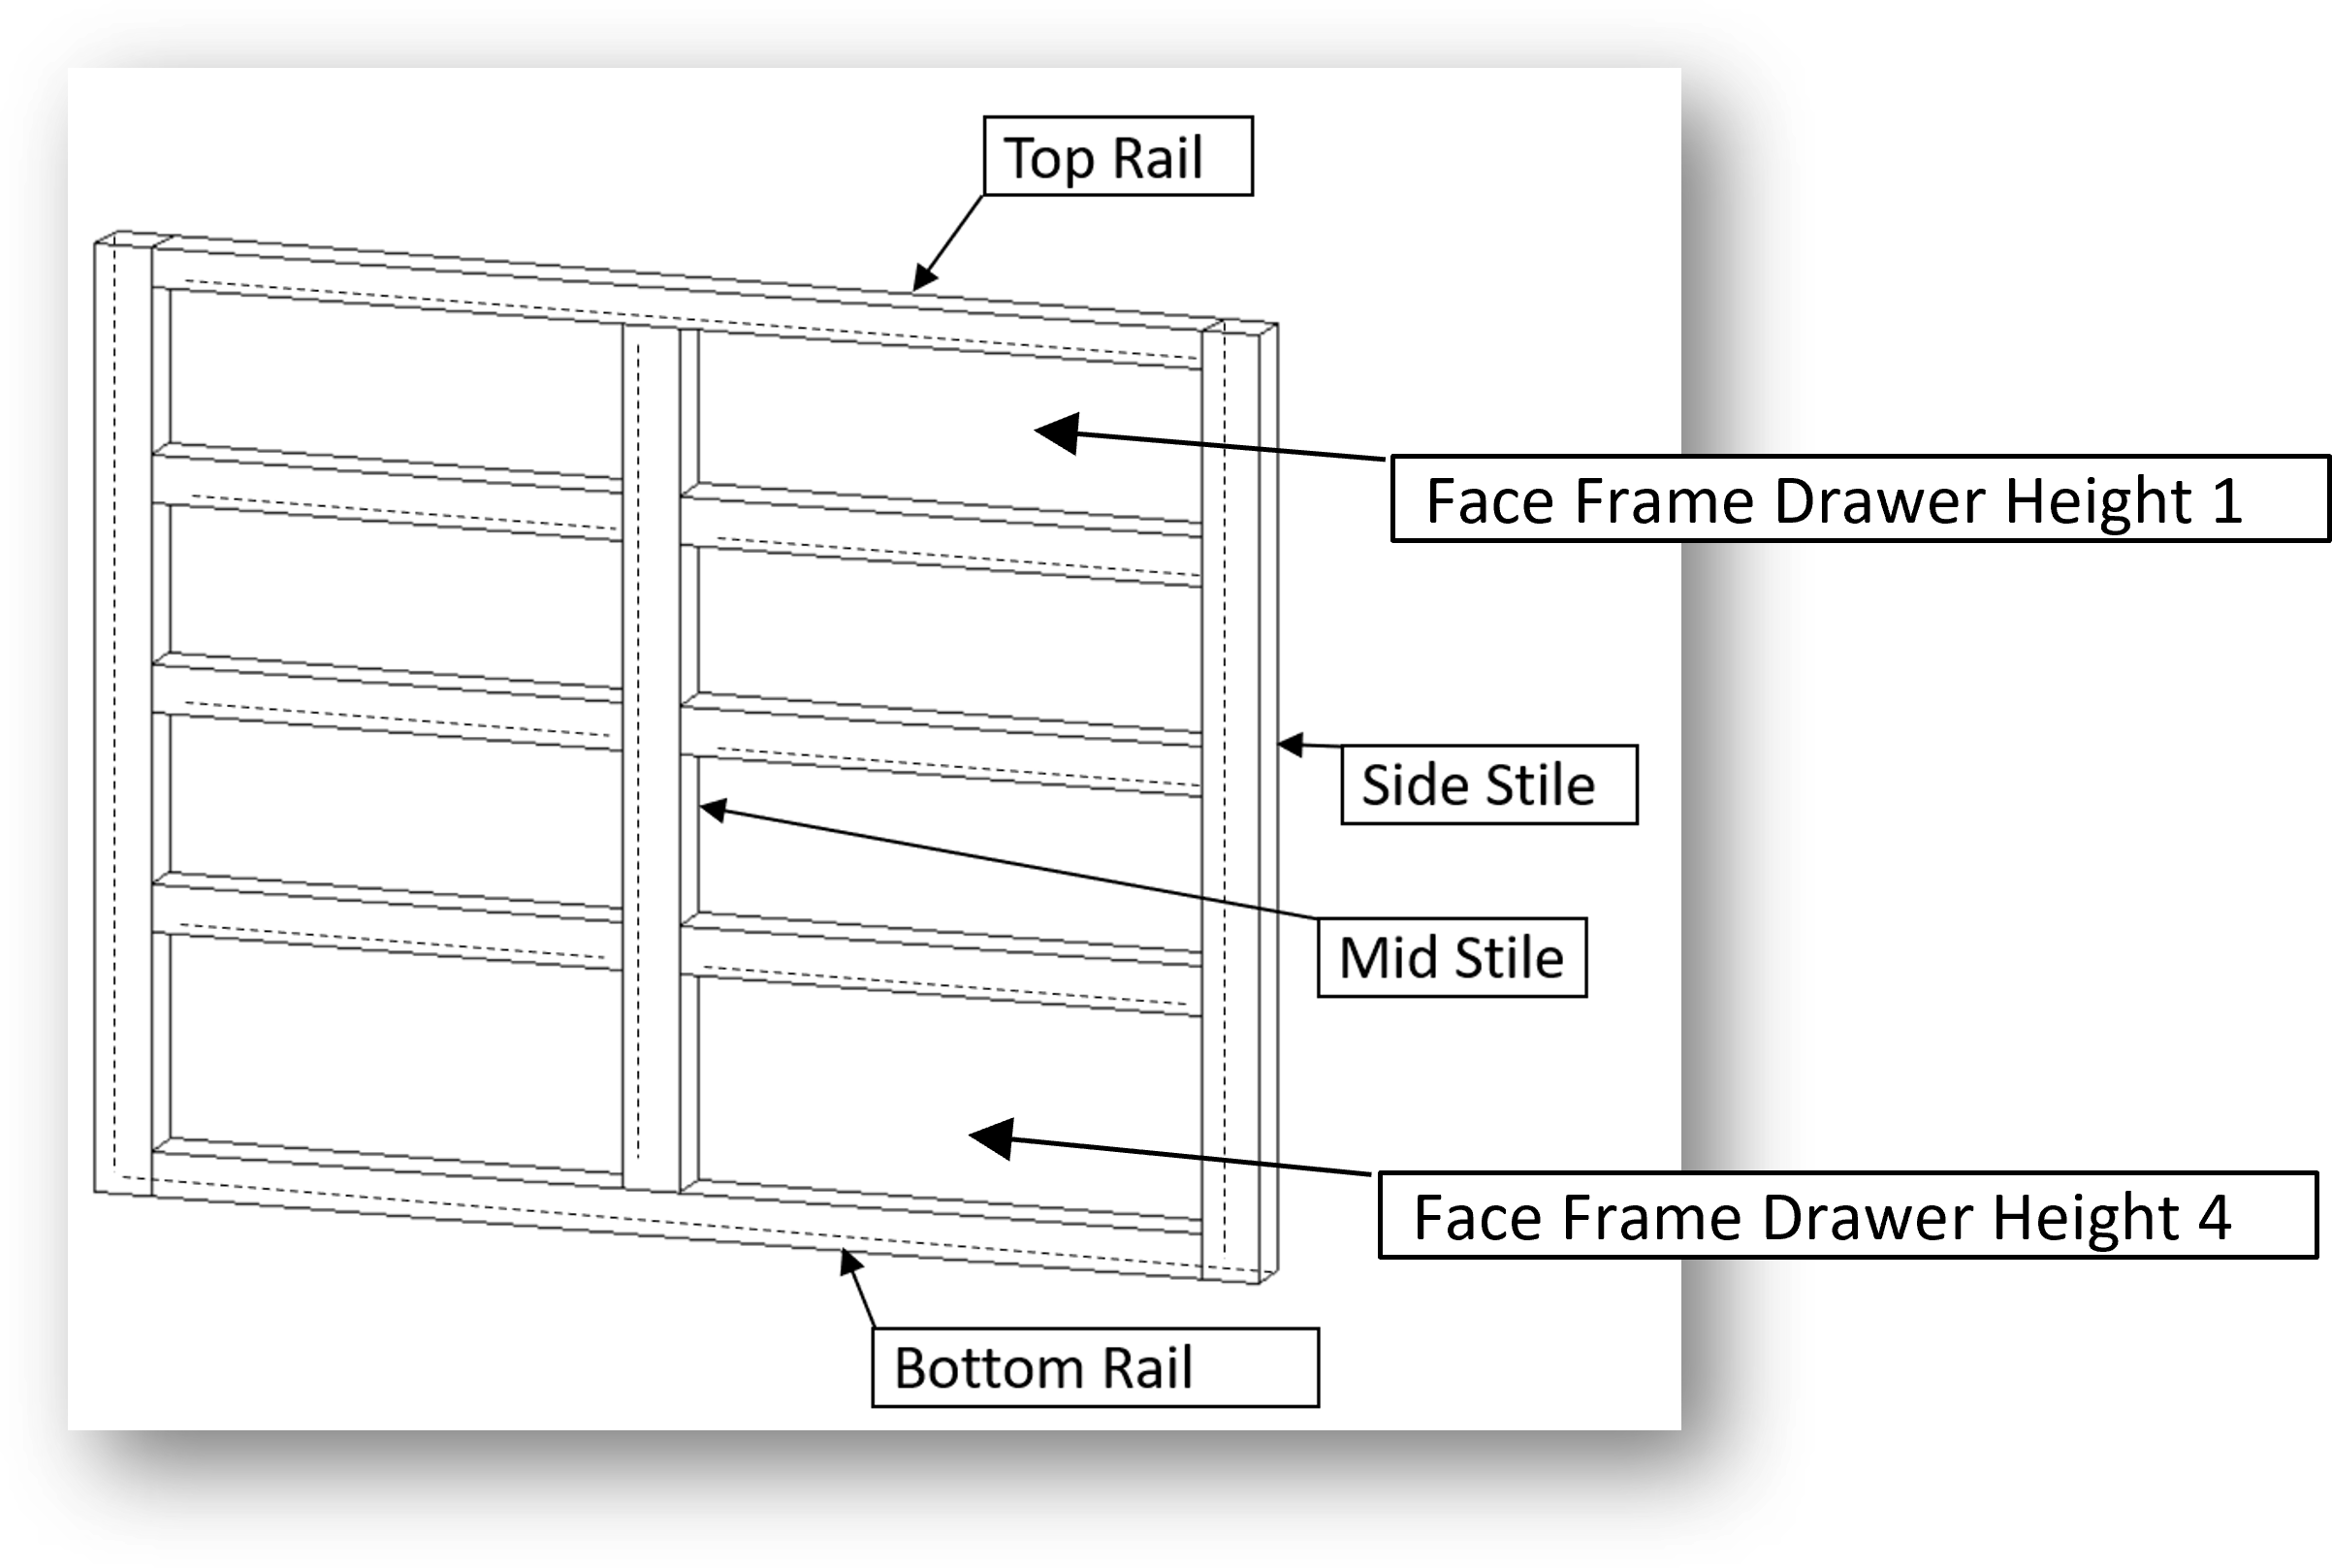 Top Rail
Face Frame Drawer Height 1
Side Stile
Mid Stile
Face Frame Drawer Height 4
Bottom Rail